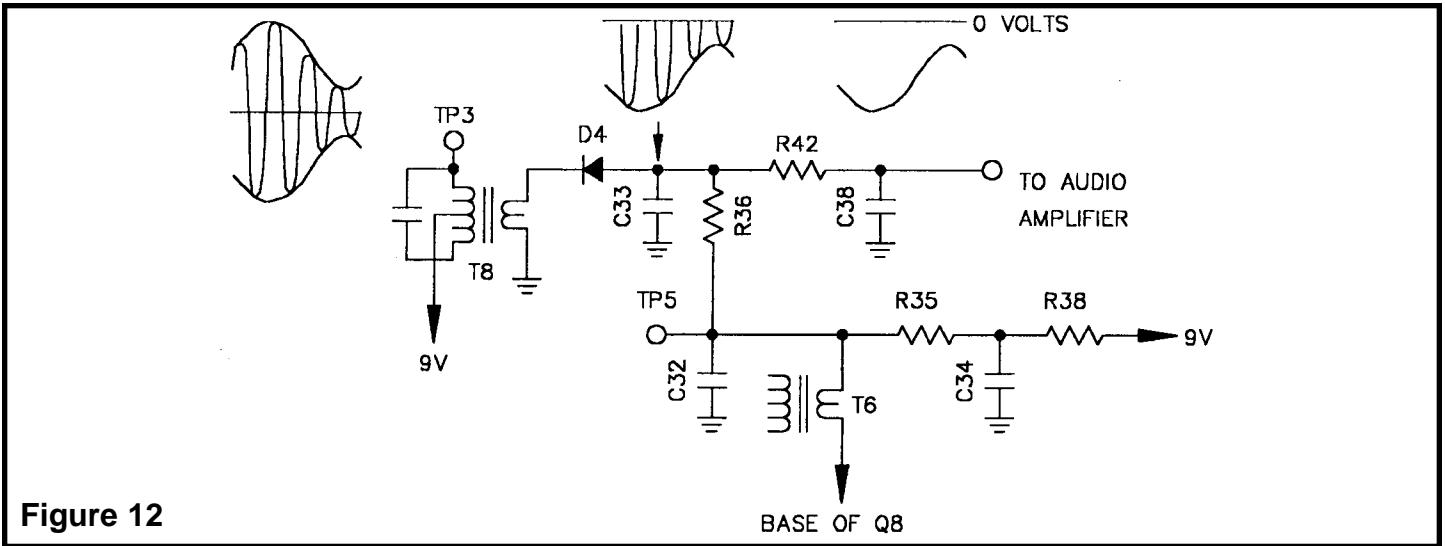 0 VOLTS
TP3
D4
R42
C33
R36
C38
TO AUDIO
AMPLIFIER
T8
TP5
R35
R38
9V
9V
C32
T6
C34
BASE OF Q8
Figure 12